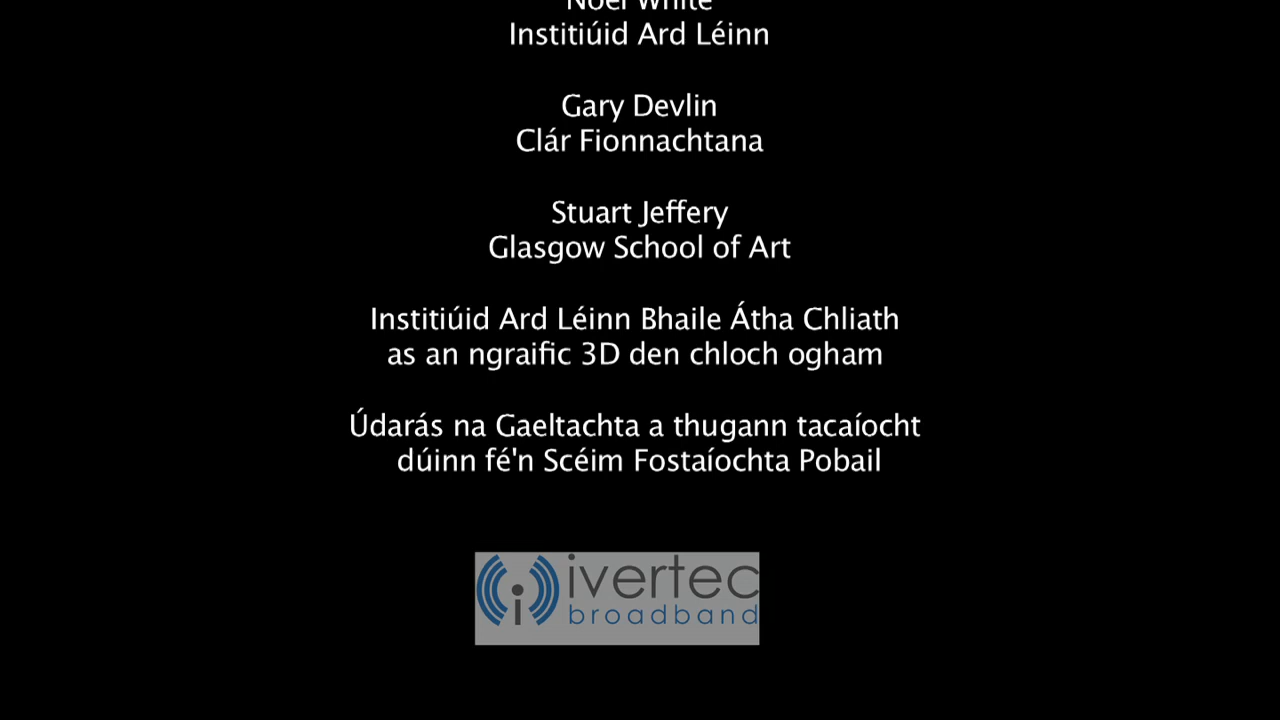 Noel White
Institiúid Ard Léinn
Gary Devlin
Clár Fionnachtana
Stuart Jeffery
Glasgow School of Art
Institiúid Ard Léinn Bhaile Átha Chliath
as an ngraific 3D den chloch ogham
Údarás na Gaeltachta a thugann tacaíocht
dúinn fé'n Scéim Fostaíochta Pobail
ivertec
broadband